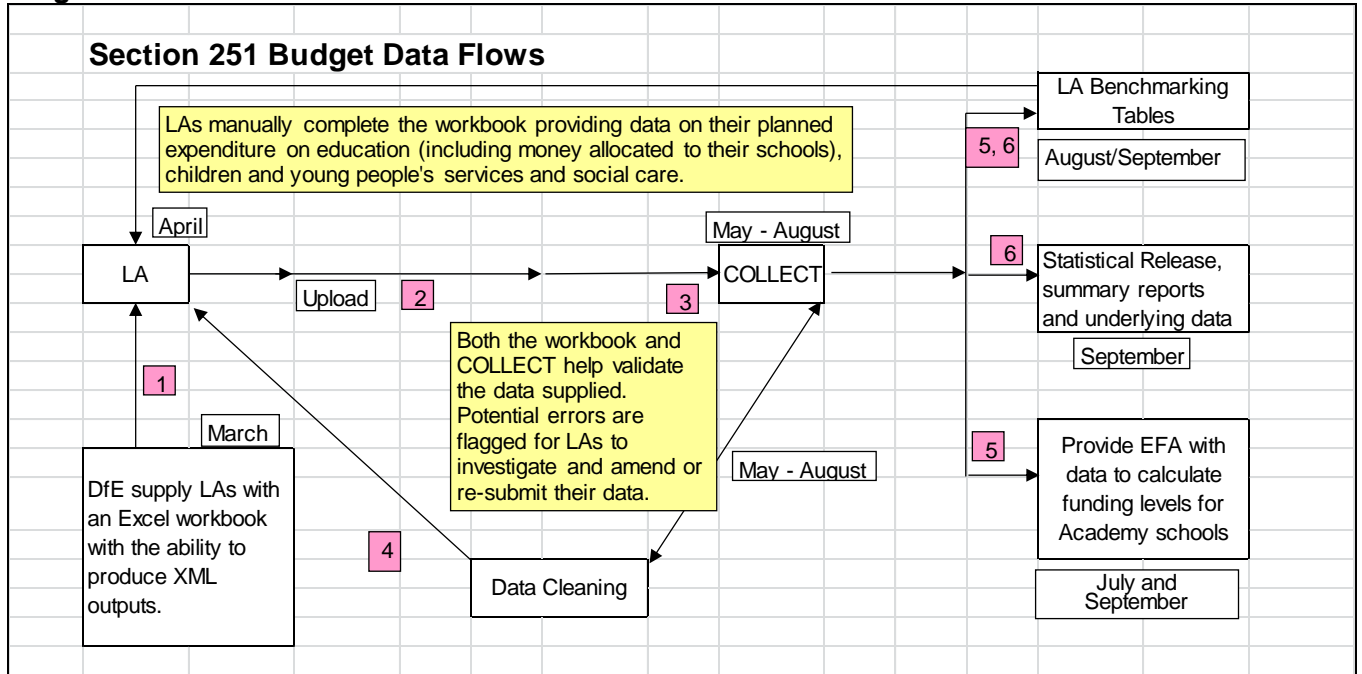 Section 251 Budget Data Flows
LA Benchmarking
Tables
LAs manually complete the workbook providing data on their planned
expenditure on education (including money allocated to their schools),
children and young people's services and social care.
5, 6
August/September
April
May - August
LA
Upload
2
3
COLLECT
6
Statistical Release,
summary reports
and underlying data
September
Both the workbook and
COLLECT help validate
the data supplied.
Potential errors are
flagged for LAs to
investigate and amend or
re-submit their data.
1
March
May - August
5
Provide EFA with
data to calculate
funding levels for
Academy schools
DfE supply LAs with
an Excel workbook
with the ability to
produce XML
outputs.
4
Data Cleaning
July and
September